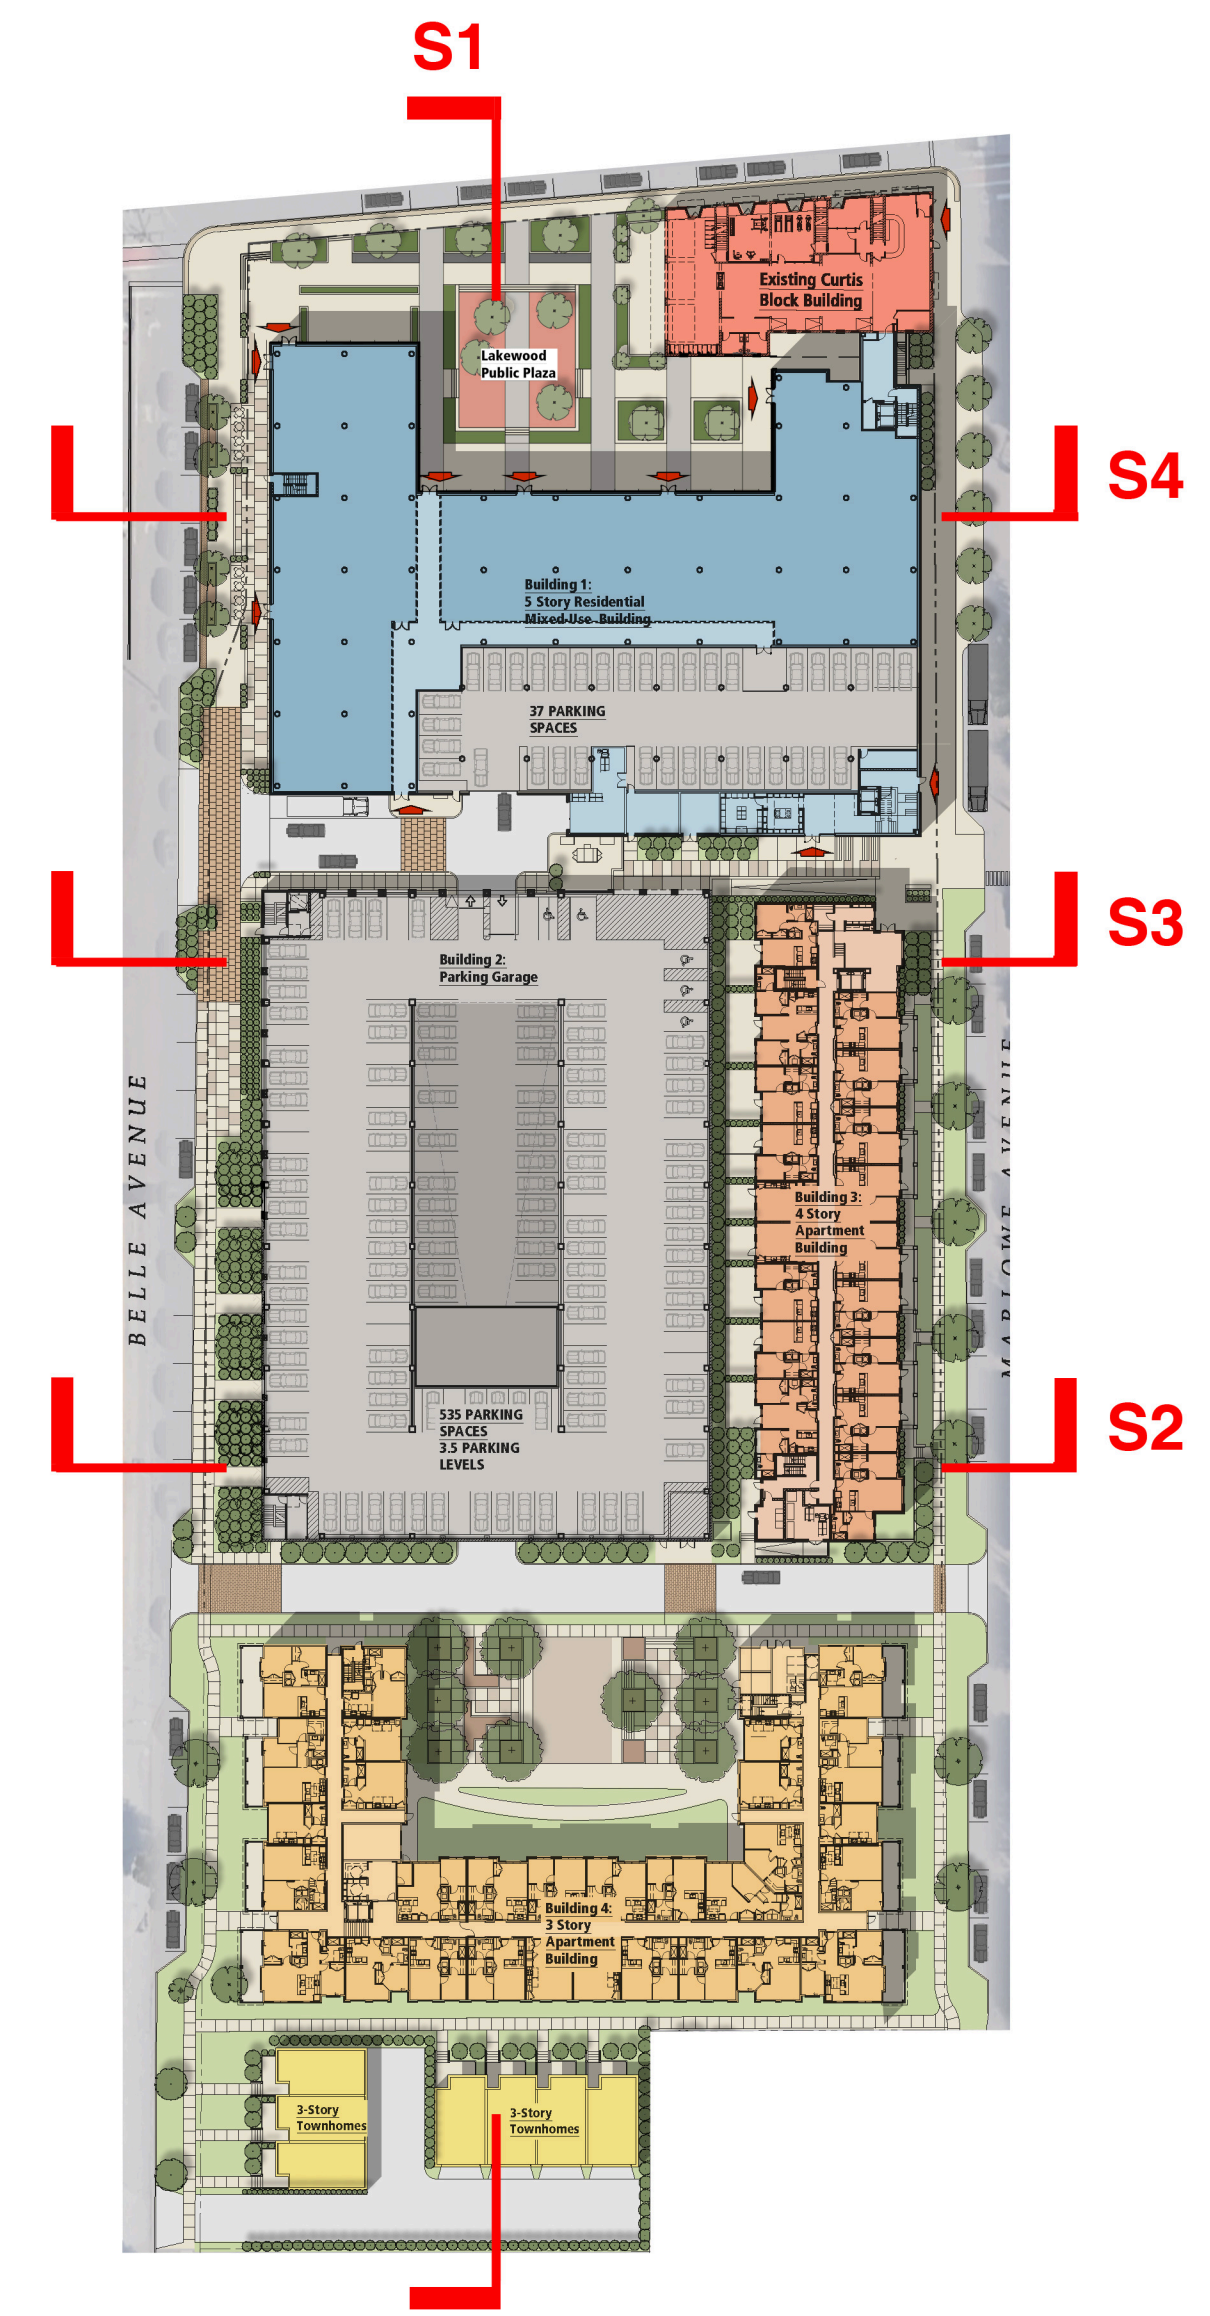 S1
Existing Curtis
Block Building
Lakewood
Public Plaza
S4
Building 1:
5 Story Residential
Mixed-Use Building
37 PARKING
SPACES
S3
Building 2:
Parking Garage
BELLE AVENUE
MARLOWE AVENUE
Building 3:
4 Story
Apartment
Building
S2
535 PARKING
SPACES
3.5 PARKING
LEVELS
Building 4:
3 Story
Apartment
Building
3-Story
Townhomes
3-Story
Townhomes